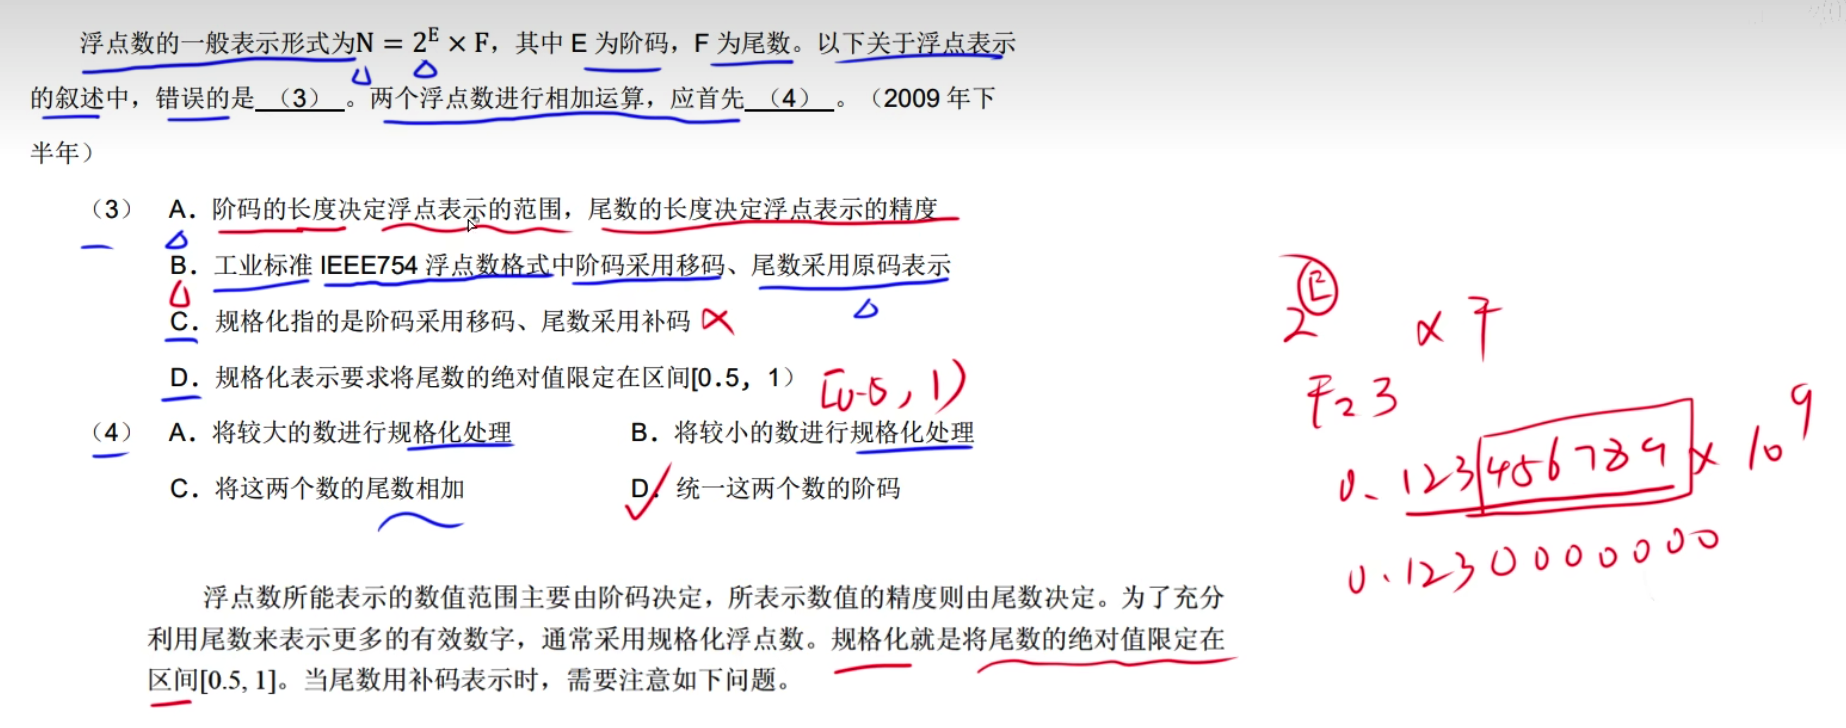 浮点数的一般表示形式为N = 2^E × F，其中 E 为阶码，F 为尾数。以下关于浮点表示
的叙述中，错误的是 （3） 。两个浮点数进行相加运算，应首先 （4） 。（2009 年下
半年）
（3） A．阶码的长度决定浮点表示的范围，尾数的长度决定浮点表示的精度
B．工业标准 IEEE754 浮点数格式中阶码采用移码、尾数采用原码表示
C．规格化指的是阶码采用移码、尾数采用补码
D．规格化表示要求将尾数的绝对值限定在区间[0.5, 1） [0.5, 1)
（4） A．将较大的数进行规格化处理 B．将较小的数进行规格化处理
C．将这两个数的尾数相加 D．统一这两个数的阶码
2^E × F
F=3
0.123456789 × 10^9
0.1230000000
浮点数所能表示的数值范围主要由阶码决定，所表示数值的精度则由尾数决定。为了充分
利用尾数来表示更多的有效数字，通常采用规格化浮点数。规格化就是将尾数的绝对值限定在
区间[0.5, 1]。当尾数用补码表示时，需要注意如下问题。